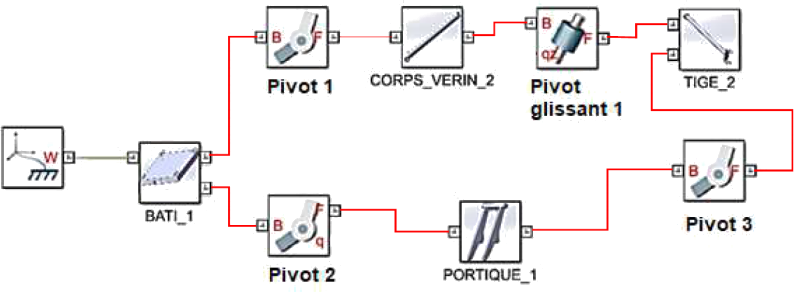 B F
Pivot 1
CORPS_VERIN_2
B F
qz
Pivot
glissant 1
TIGE_2
W
BATI_1
B F
q
Pivot 2
PORTIQUE_1
B F
Pivot 3